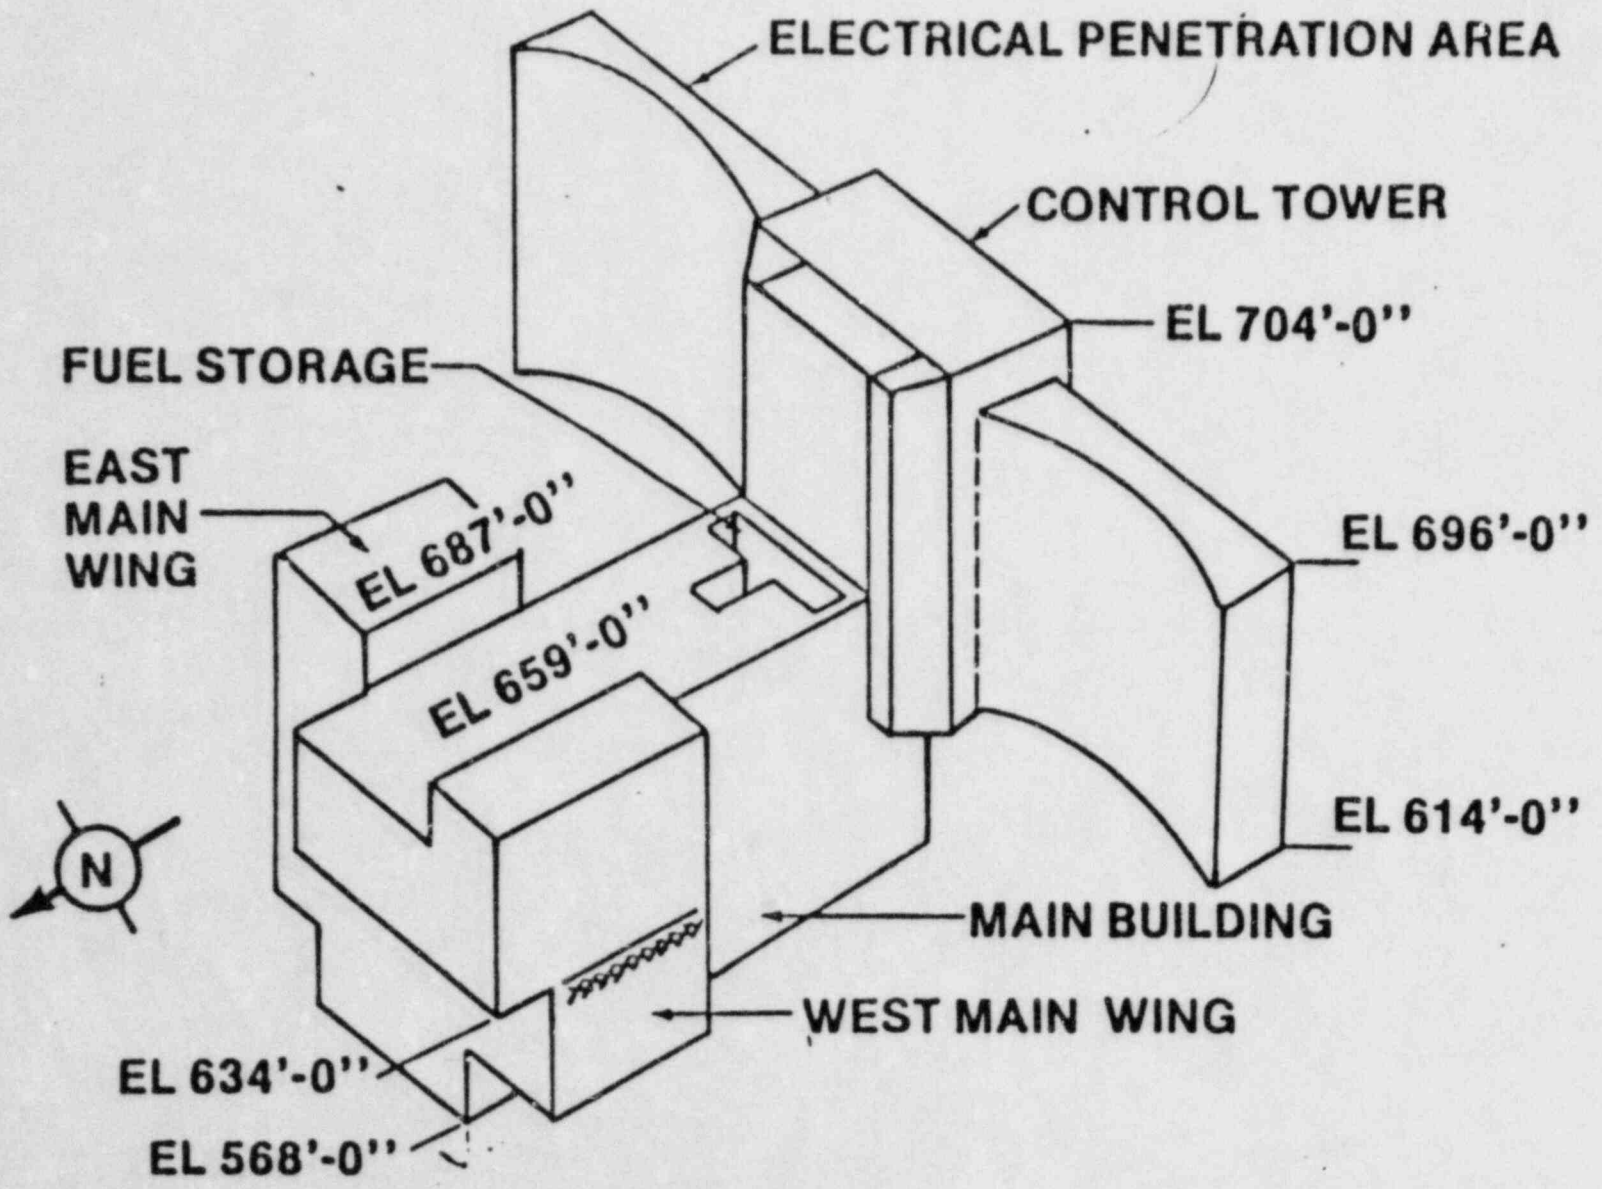 ELECTRICAL PENETRATION AREA
CONTROL TOWER
EL 704'-0"
FUEL STORAGE
EAST
MAIN
WING
EL 687'-0"
EL 696'-0"
EL 659'-0"
EL 614'-0"
N
MAIN BUILDING
WEST MAIN WING
EL 634'-0"
EL 568'-0"